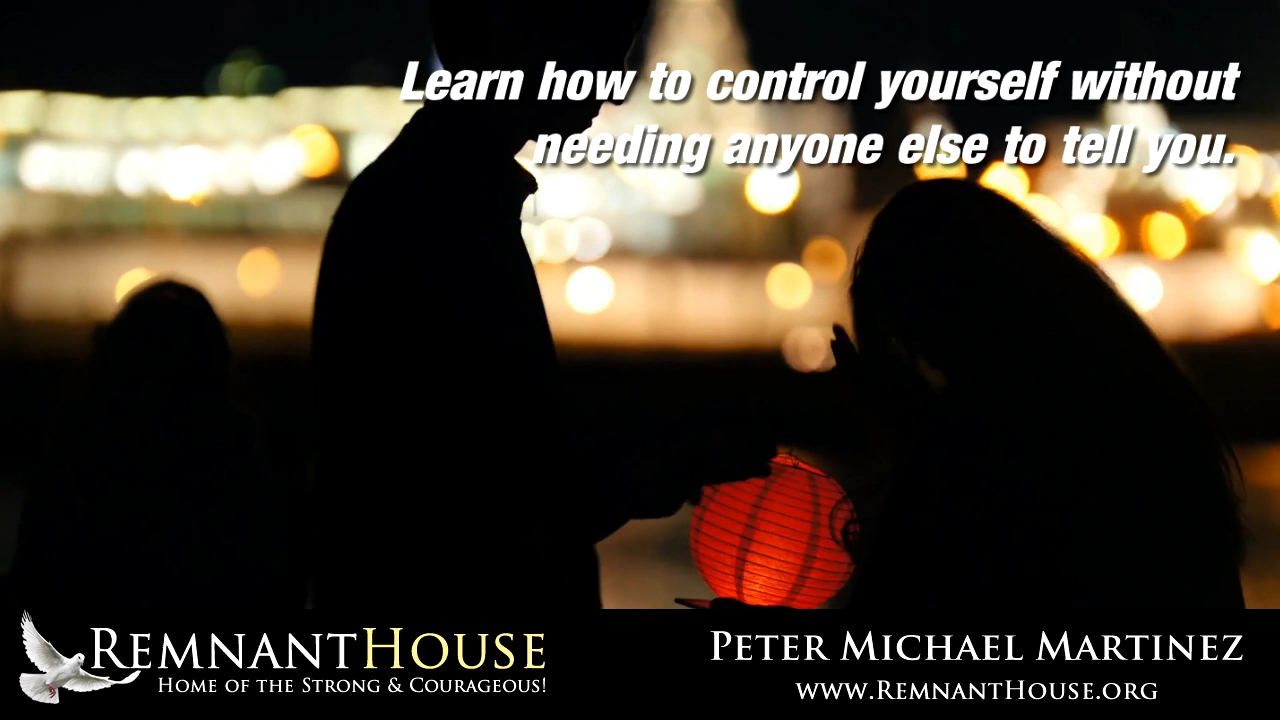 Learn how to control yourself without
needing anyone else to tell you.
RemnantHouse
Home of the Strong & Courageous!
Peter Michael Martinez
www.RemnantHouse.org